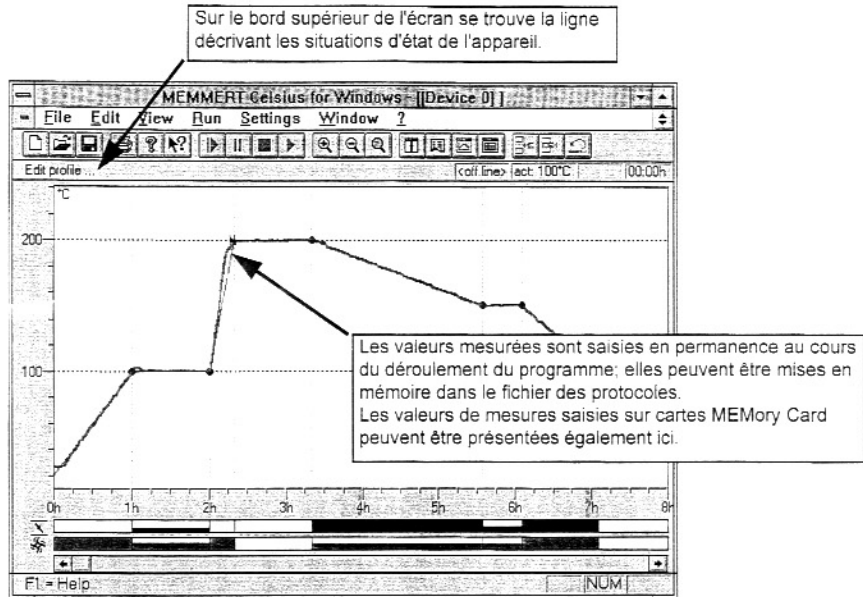 Sur le bord supérieur de l'écran se trouve la ligne
décrivant les situations d'état de l'appareil.
MEMMERT Celsius for Windows - [[Device 0] ]
File Edit View Run Settings Window ?
Edit profile ...
<off line> act: 100°C 00:00h
°C
200
Les valeurs mesurées sont saisies en permanence au cours
du déroulement du programme; elles peuvent être mises en
mémoire dans le fichier des protocoles.
Les valeurs de mesures saisies sur cartes MEMory Card
peuvent être présentées également ici.
100
0h 1h 2h 3h 4h 5h 6h 7h 8h
F1 = Help NUM